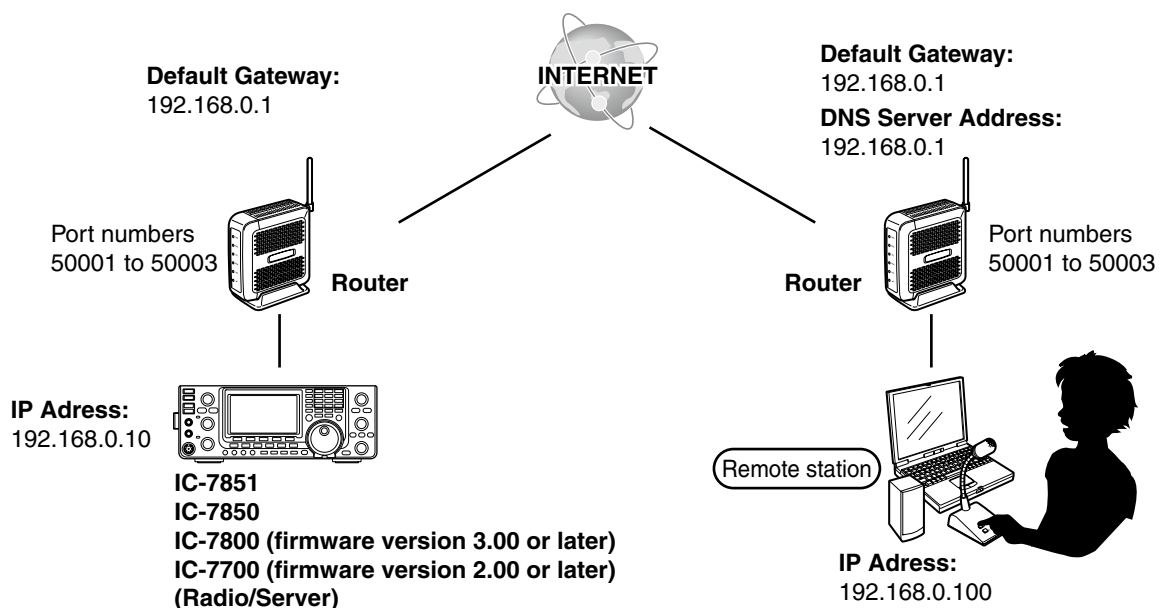 INTERNET
Default Gateway:
192.168.0.1
Default Gateway:
192.168.0.1
DNS Server Address:
192.168.0.1
Port numbers
50001 to 50003
Router
Router
Port numbers
50001 to 50003
IP Adress:
192.168.0.10
IC-7851
IC-7850
IC-7800 (firmware version 3.00 or later)
IC-7700 (firmware version 2.00 or later)
(Radio/Server)
Remote station
IP Adress:
192.168.0.100